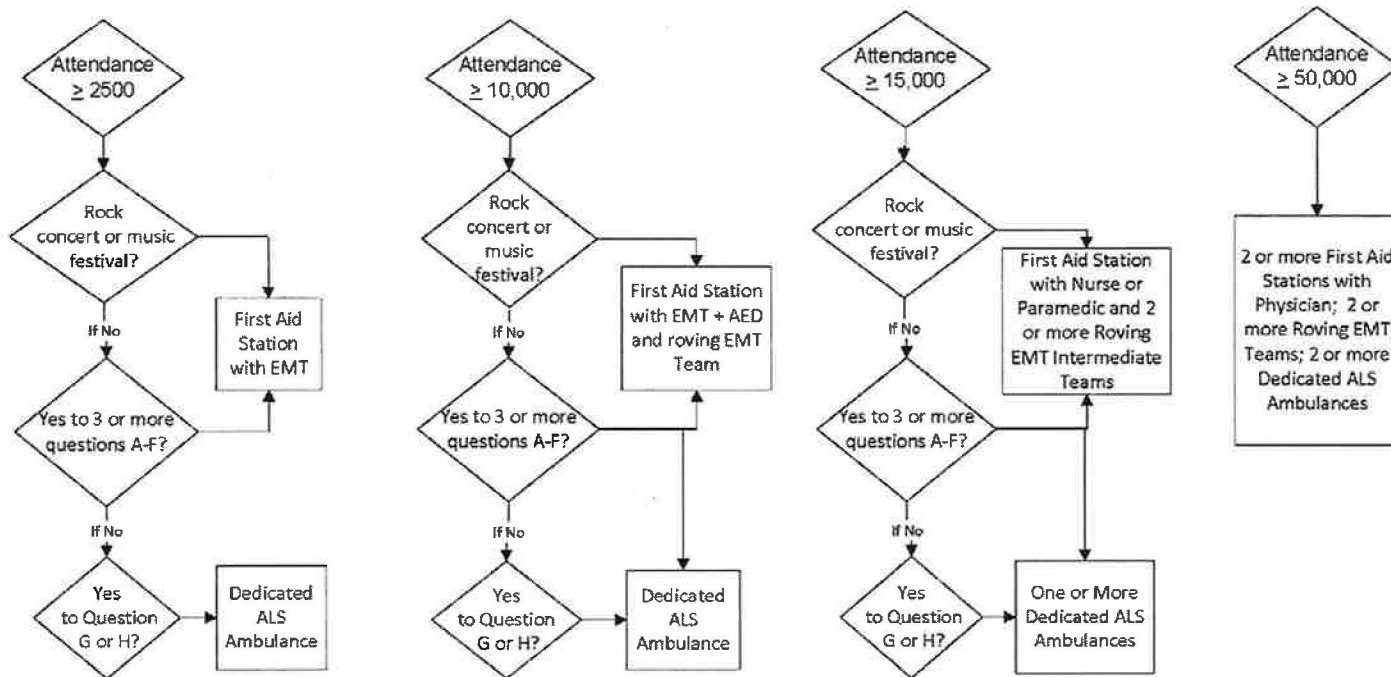 Attendance
≥ 2500
Rock
concert or music
festival?
First Aid
Station
with EMT
If No
Yes to 3 or more
questions A-F?
If No
Yes
to Question
G or H?
Dedicated
ALS
Ambulance
Attendance
≥ 10,000
Rock
concert or
music
festival?
First Aid Station
with EMT + AED
and roving EMT
Team
If No
Yes to 3 or more
questions A-F?
If No
Yes
to Question
G or H?
Dedicated
ALS
Ambulance
Attendance
≥ 15,000
Rock
concert or music
festival?
First Aid Station
with Nurse or
Paramedic and 2
or more Roving
EMT Intermediate
Teams
If No
Yes to 3 or more
questions A-F?
If No
Yes
to Question
G or H?
One or More
Dedicated ALS
Ambulances
Attendance
≥ 50,000
2 or more First Aid
Stations with
Physician; 2 or
more Roving EMT
Teams; 2 or more
Dedicated ALS
Ambulances